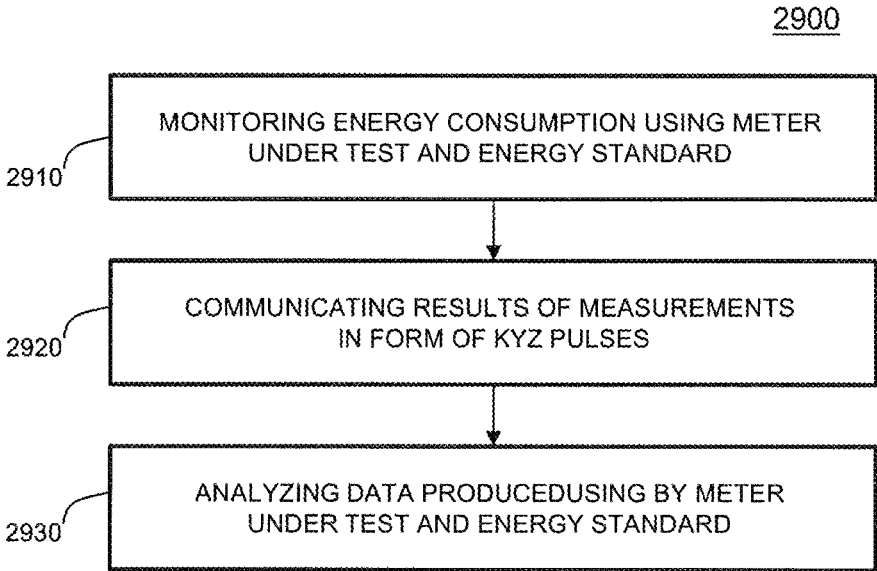 2900
MONITORING ENERGY CONSUMPTION USING METER
UNDER TEST AND ENERGY STANDARD
2910
COMMUNICATING RESULTS OF MEASUREMENTS
IN FORM OF KYZ PULSES
2920
ANALYZING DATA PRODUCEDUSING BY METER
UNDER TEST AND ENERGY STANDARD
2930